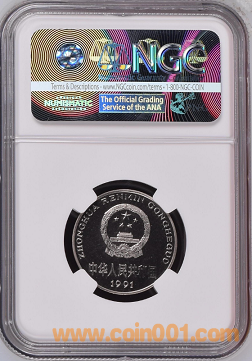 NGC
Terms & Descriptions - www.NGCcoin.com/terms • 1-800-NGC-COIN
NUMISMATIC
The Official Grading
Service of the ANA
ZHONGHUA RENMIN GONGHEGUO
中华人民共和国
1991
www.coin001.com